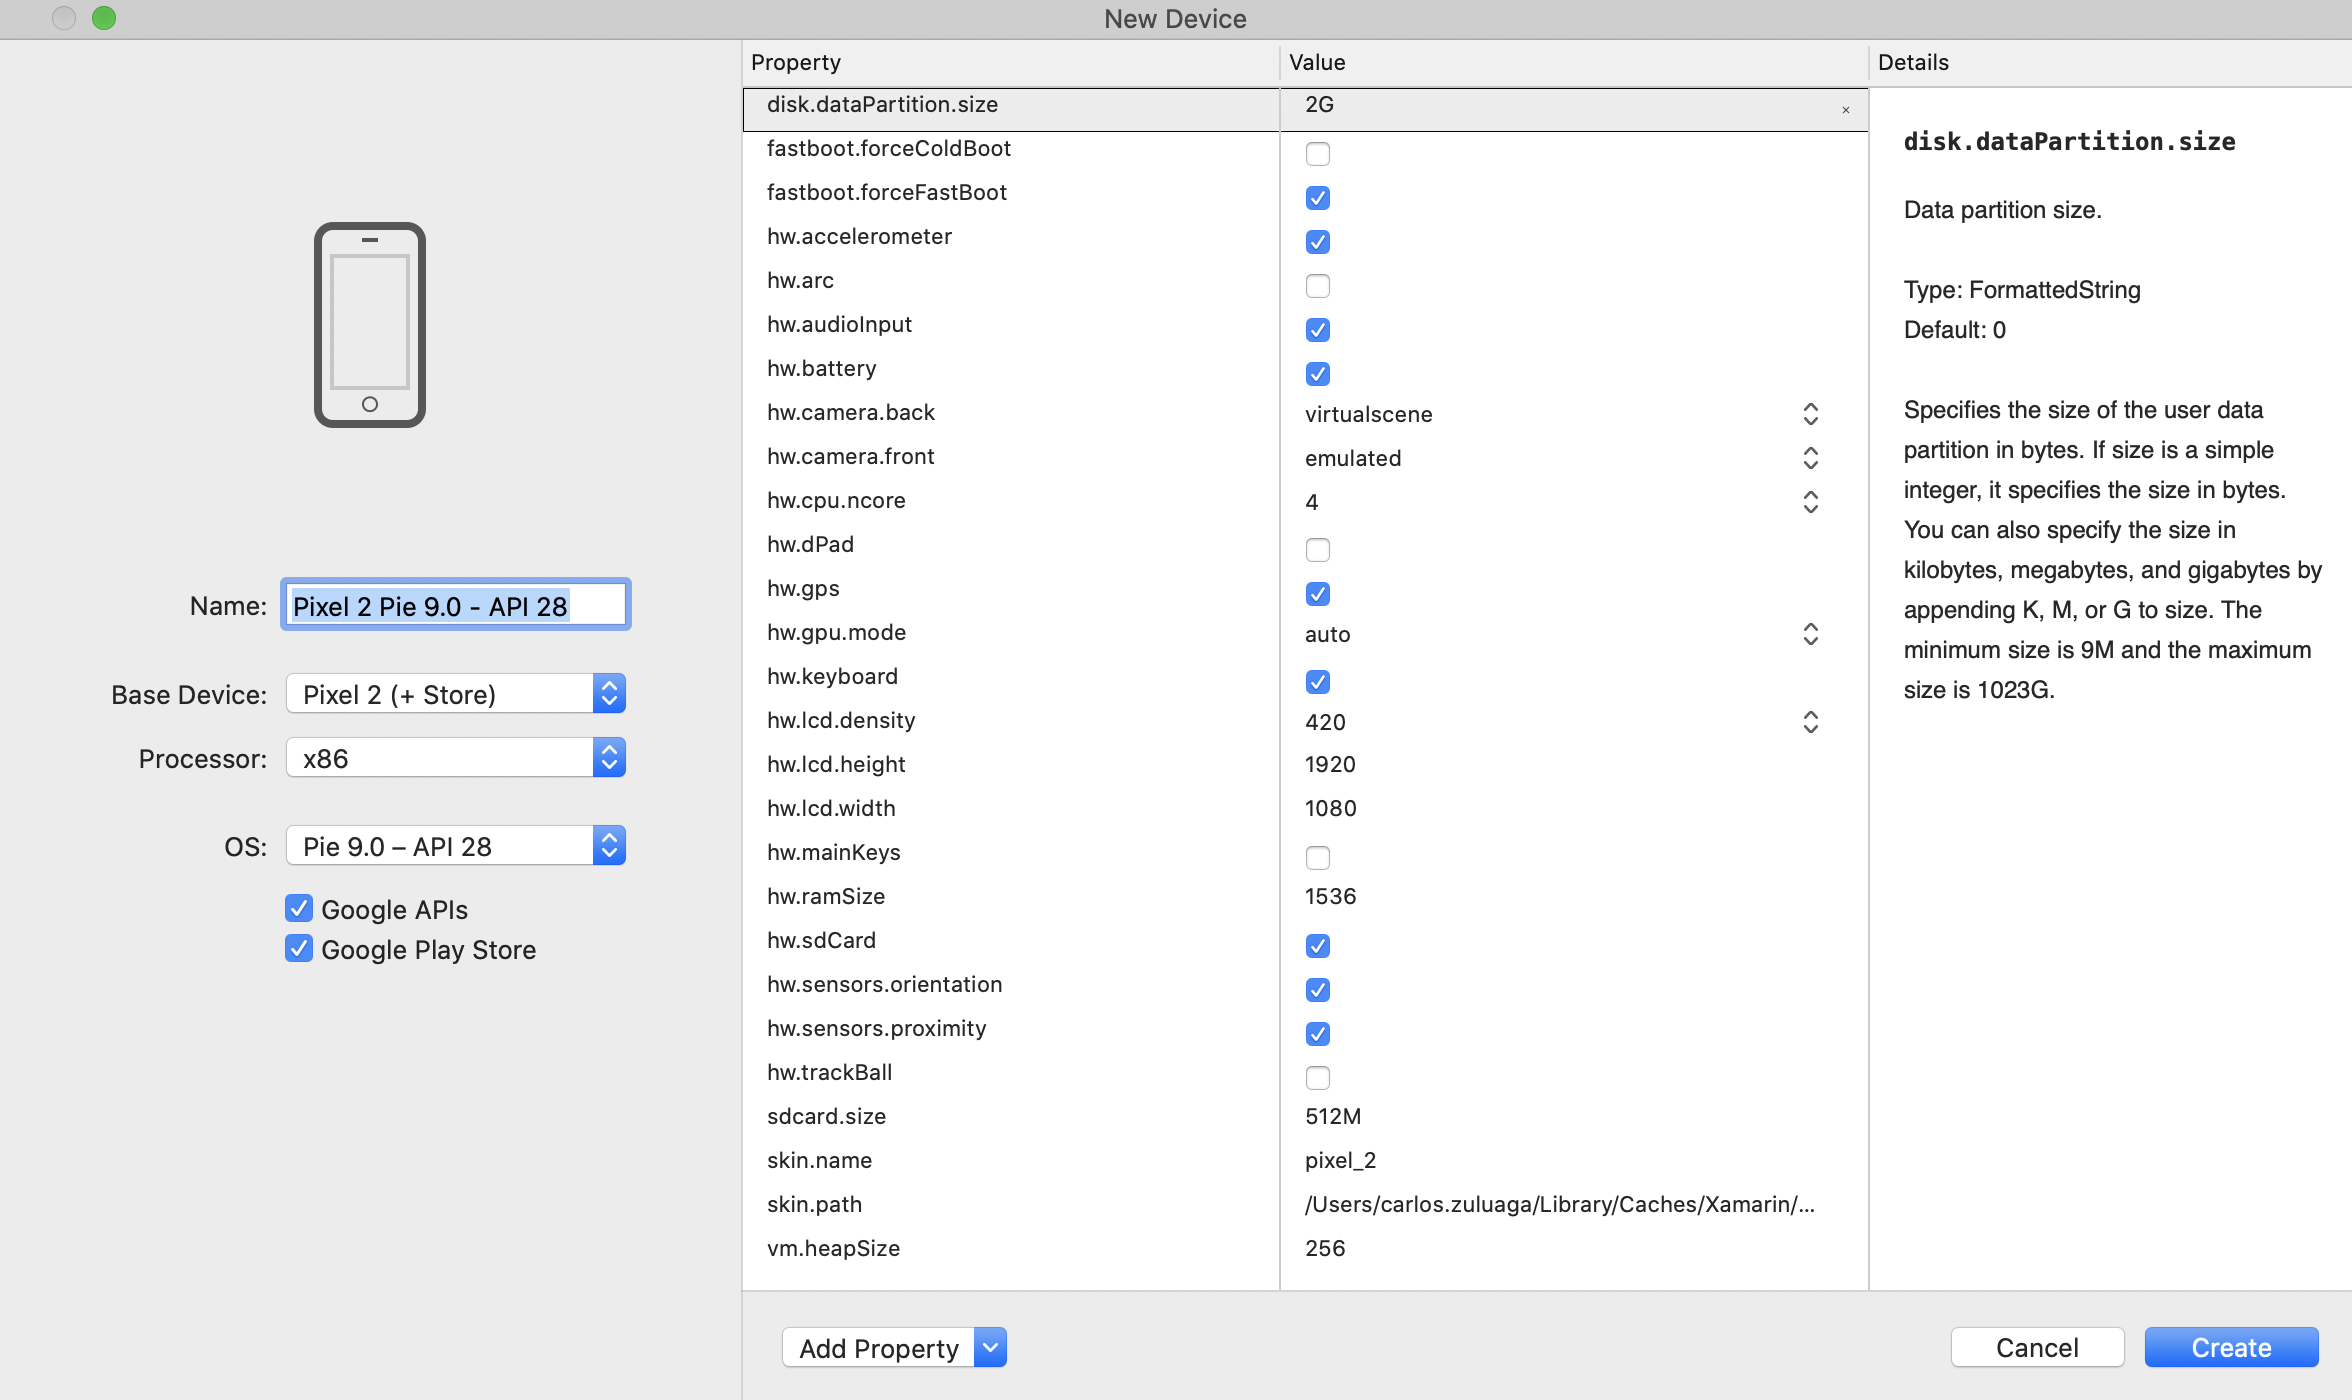 New Device
Name: Pixel 2 Pie 9.0 - API 28
Base Device: Pixel 2 (+ Store)
Processor: x86
OS: Pie 9.0 – API 28
Google APIs
Google Play Store
Property Value Details
disk.dataPartition.size 2G ×
fastboot.forceColdBoot
fastboot.forceFastBoot
hw.accelerometer
hw.arc
hw.audioInput
hw.battery
hw.camera.back virtualscene
hw.camera.front emulated
hw.cpu.ncore 4
hw.dPad
hw.gps
hw.gpu.mode auto
hw.keyboard
hw.lcd.density 420
hw.lcd.height 1920
hw.lcd.width 1080
hw.mainKeys
hw.ramSize 1536
hw.sdCard
hw.sensors.orientation
hw.sensors.proximity
hw.trackBall
sdcard.size 512M
skin.name pixel_2
skin.path /Users/carlos.zuluaga/Library/Caches/Xamarin/...
vm.heapSize 256
disk.dataPartition.size
Data partition size.
Type: FormattedString
Default: 0
Specifies the size of the user data
partition in bytes. If size is a simple
integer, it specifies the size in bytes.
You can also specify the size in
kilobytes, megabytes, and gigabytes by
appending K, M, or G to size. The
minimum size is 9M and the maximum
size is 1023G.
Add Property
Cancel
Create